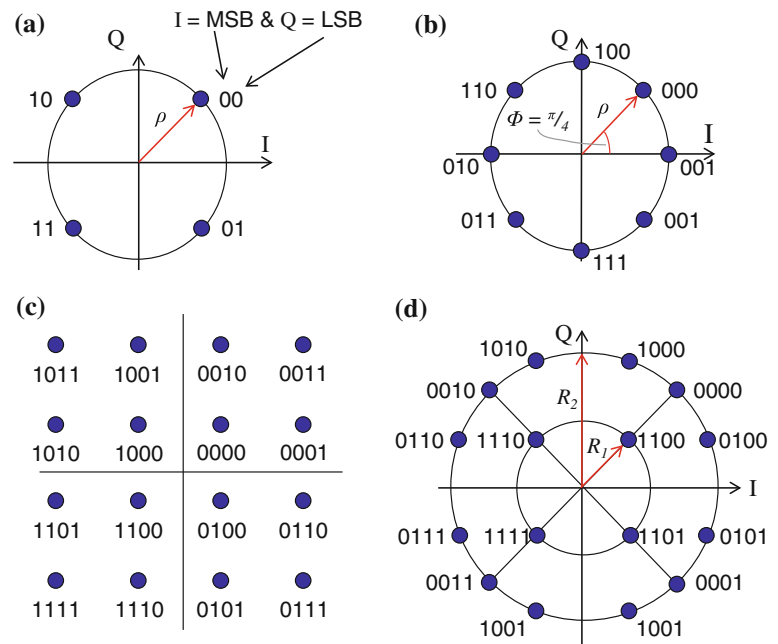 (a)
I = MSB & Q = LSB
Q
10
00
ρ
I
11
01
(b)
Q
100
110
000
ρ
Φ = π/4
I
010
001
011
001
111
(c)
1011 1001 0010 0011
1010 1000 0000 0001
1101 1100 0100 0110
1111 1110 0101 0111
(d)
Q
1010 1000
0010 0000
R2
0110 1110 1100 0100
R1
I
0111 1111 1101 0101
0011 0001
1001 1001